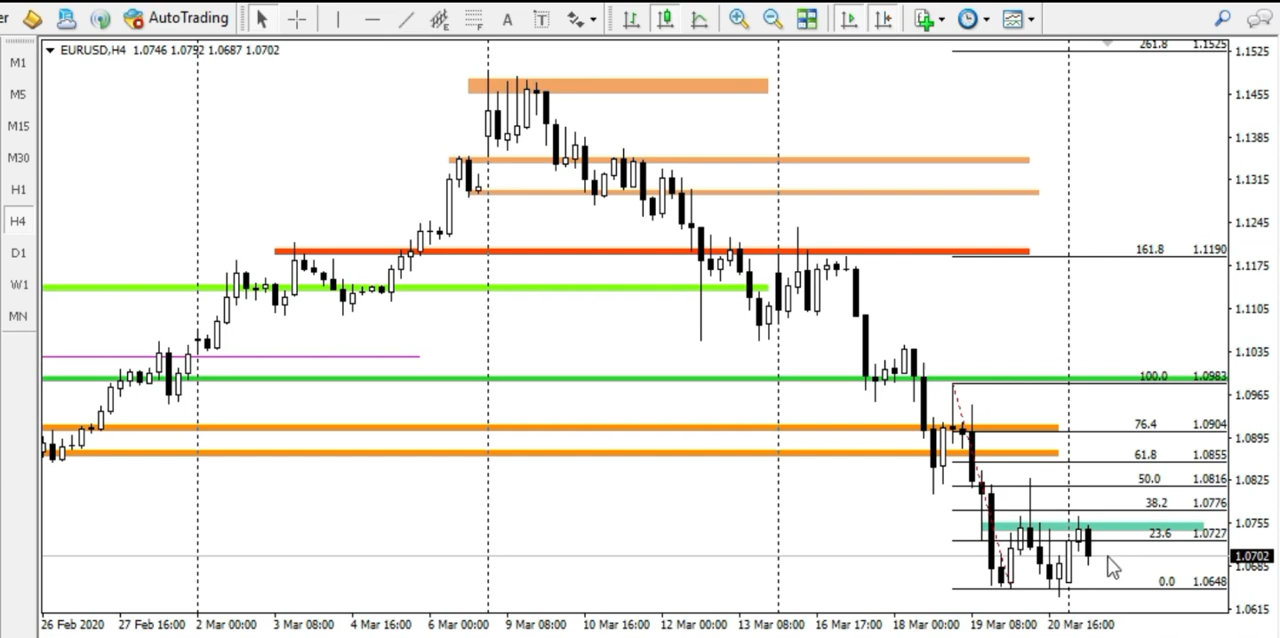 er AutoTrading A T
EURUSD,H4 1.0746 1.0752 1.0687 1.0702
M1
M5
M15
M30
H1
H4
D1
W1
MN
261.8 1.1525
161.8 1.1190
100.0 1.0983
76.4 1.0904
61.8 1.0855
50.0 1.0816
38.2 1.0776
23.6 1.0727
0.0 1.0648
1.1525
1.1455
1.1385
1.1315
1.1245
1.1175
1.1105
1.1035
1.0965
1.0895
1.0825
1.0755
1.0702
1.0685
1.0615
26 Feb 2020 27 Feb 16:00 2 Mar 00:00 3 Mar 08:00 4 Mar 16:00 6 Mar 00:00 9 Mar 08:00 10 Mar 16:00 12 Mar 00:00 13 Mar 08:00 16 Mar 17:00 18 Mar 00:00 19 Mar 08:00 20 Mar 16:00